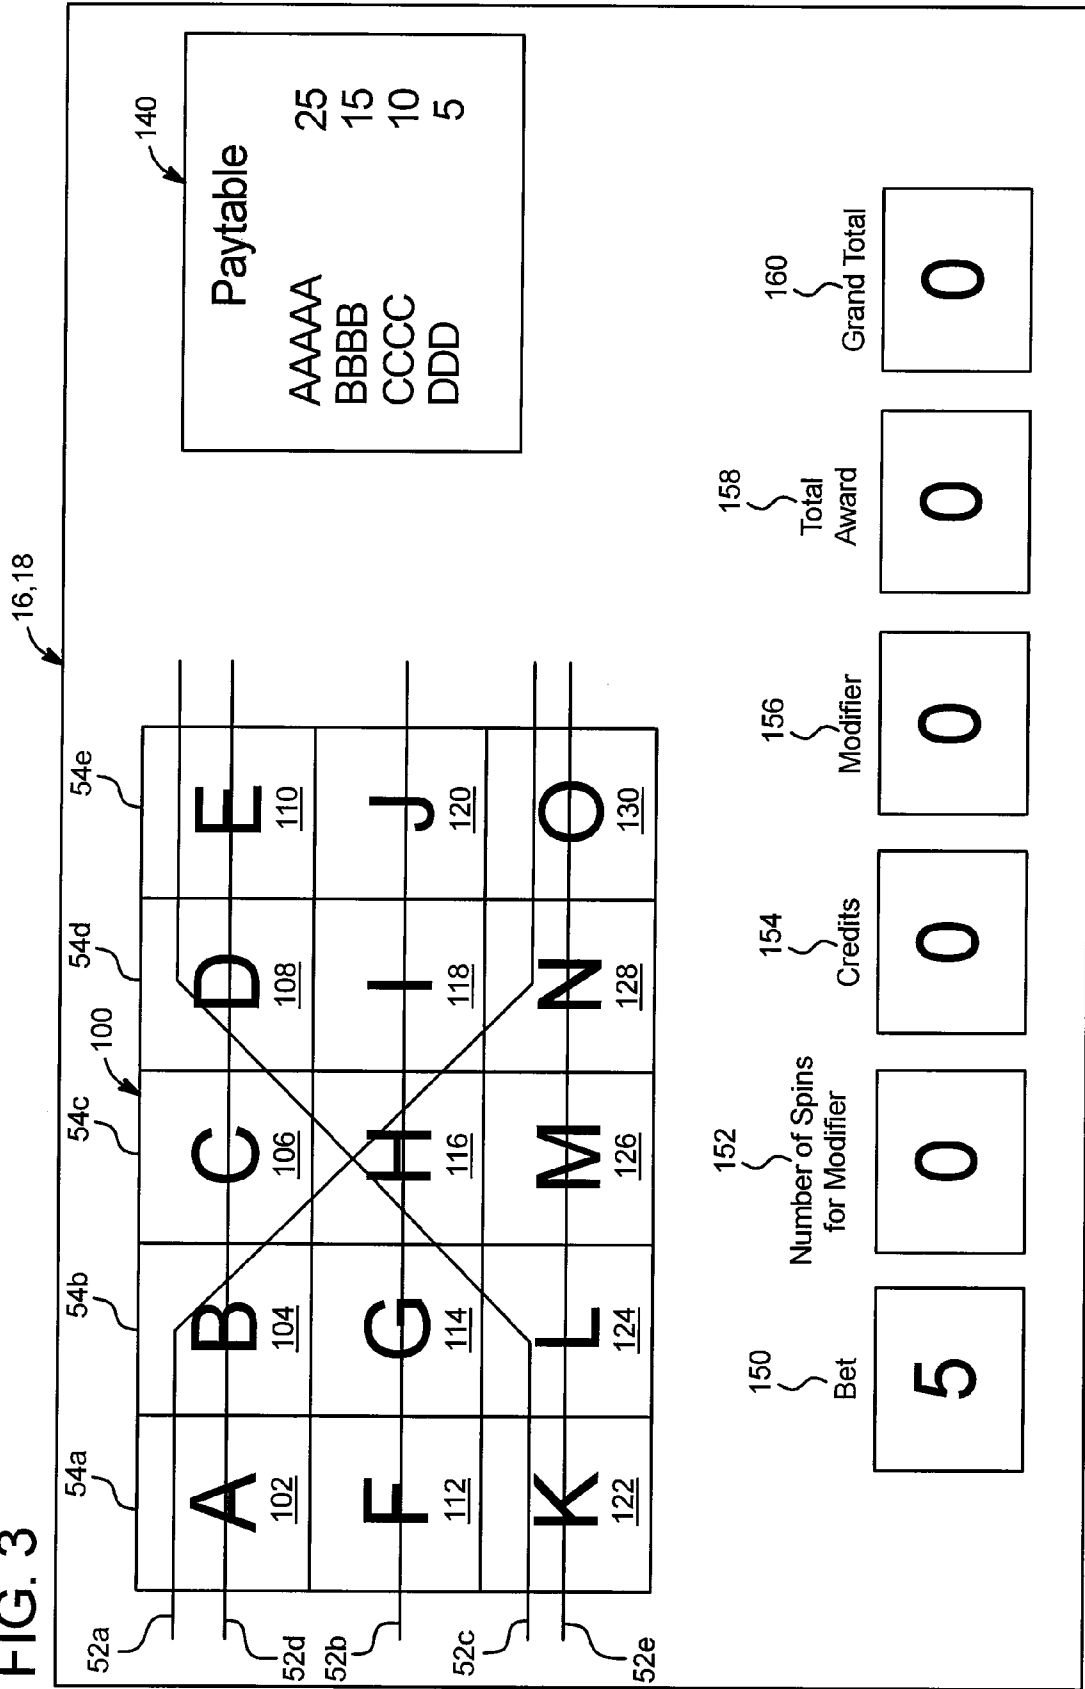 FIG. 3
16,18
54a 54b 54c 100 54d 54e
52a
52d
52b
52c
52e
A B C D E
102 104 106 108 110
F G H I J
112 114 116 118 120
K L M N O
122 124 126 128 130
140
Paytable
AAAAA 25
BBBB 15
CCCC 10
DDD 5
150
Bet
5
152
Number of Spins
for Modifier
0
154
Credits
0
156
Modifier
0
158
Total
Award
0
160
Grand Total
0